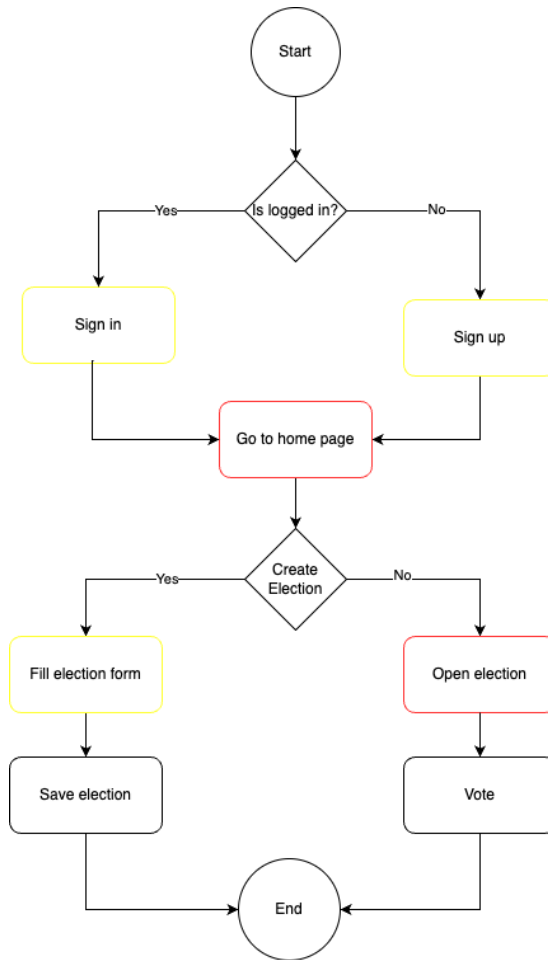 Start
Is logged in?
Yes
No
Sign in
Sign up
Go to home page
Create
Election
Yes
No
Fill election form
Open election
Save election
Vote
End